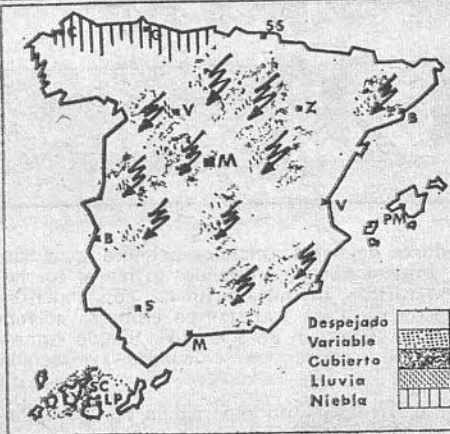 C
G
SS
V
Z
B
M
V
PM
B
S
M
SC
LP
Despejado
Variable
Cubierto
Lluvia
Niebla